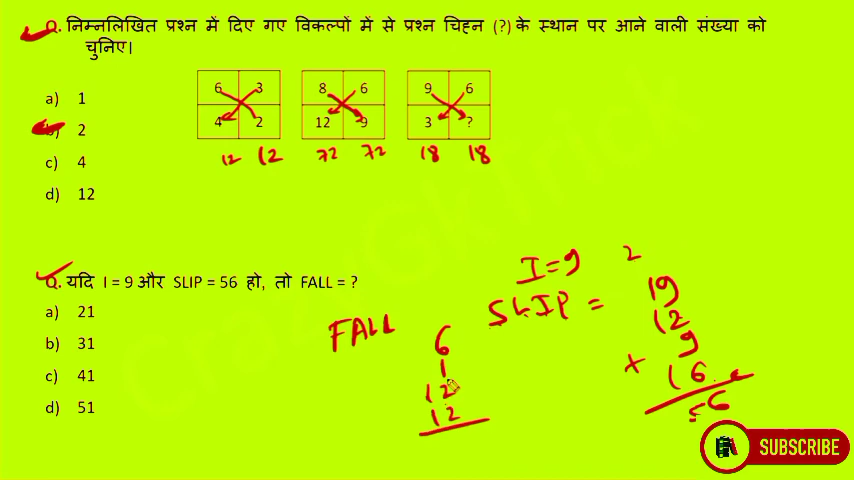 Q. निम्नलिखित प्रश्न में दिए गए विकल्पों में से प्रश्न चिह्न (?) के स्थान पर आने वाली संख्या को
चुनिए।
a) 1
b) 2
c) 4
d) 12
6 3 8 6 9 6
4 2 12 9 3 ?
12 12 72 72 18 18
Q. यदि I = 9 और SLIP = 56 हो, तो FALL = ?
a) 21
b) 31
c) 41
d) 51
I=9 2
SLIP = 19
12
9
+ 16
56
FALL 6
1
12
12
SUBSCRIBE
CrazyGkTrick